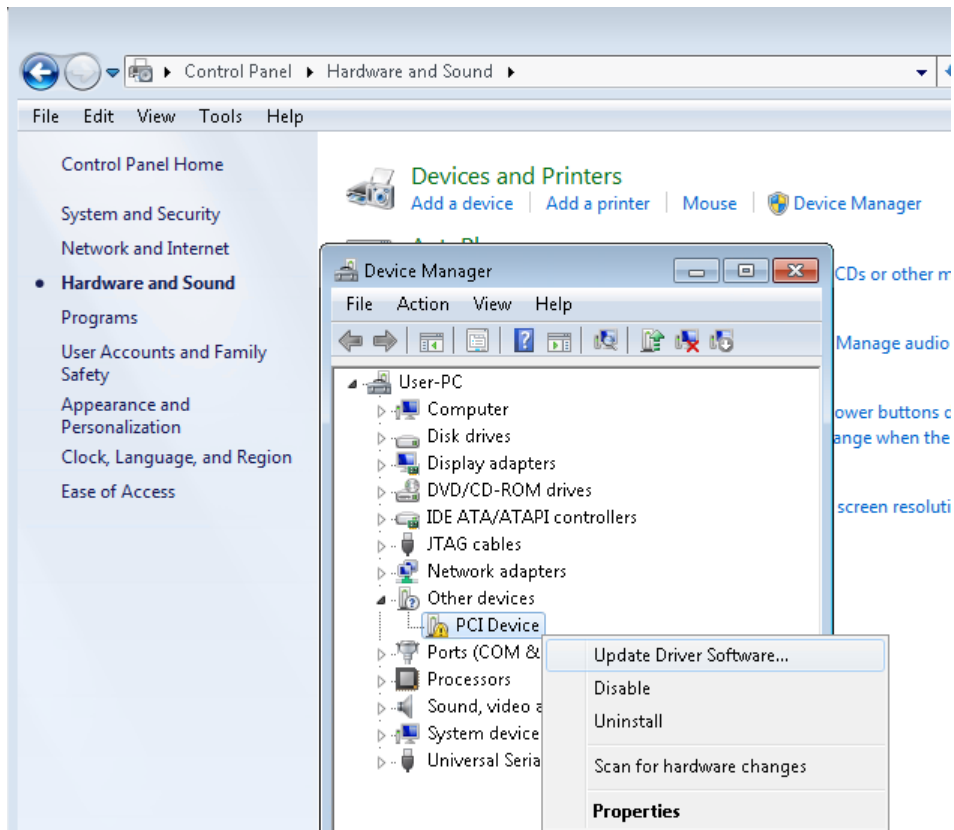 Control Panel Hardware and Sound
File Edit View Tools Help
Control Panel Home
System and Security
Network and Internet
Hardware and Sound
Programs
User Accounts and Family
Safety
Appearance and
Personalization
Clock, Language, and Region
Ease of Access
Devices and Printers
Add a device Add a printer Mouse Device Manager
CDs or other m
Manage audio
ower buttons
ange when the
screen resoluti
Device Manager
File Action View Help
User-PC
Computer
Disk drives
Display adapters
DVD/CD-ROM drives
IDE ATA/ATAPI controllers
JTAG cables
Network adapters
Other devices
PCI Device
Ports (COM &
Processors
Sound, video a
System device
Universal Seria
Update Driver Software...
Disable
Uninstall
Scan for hardware changes
Properties